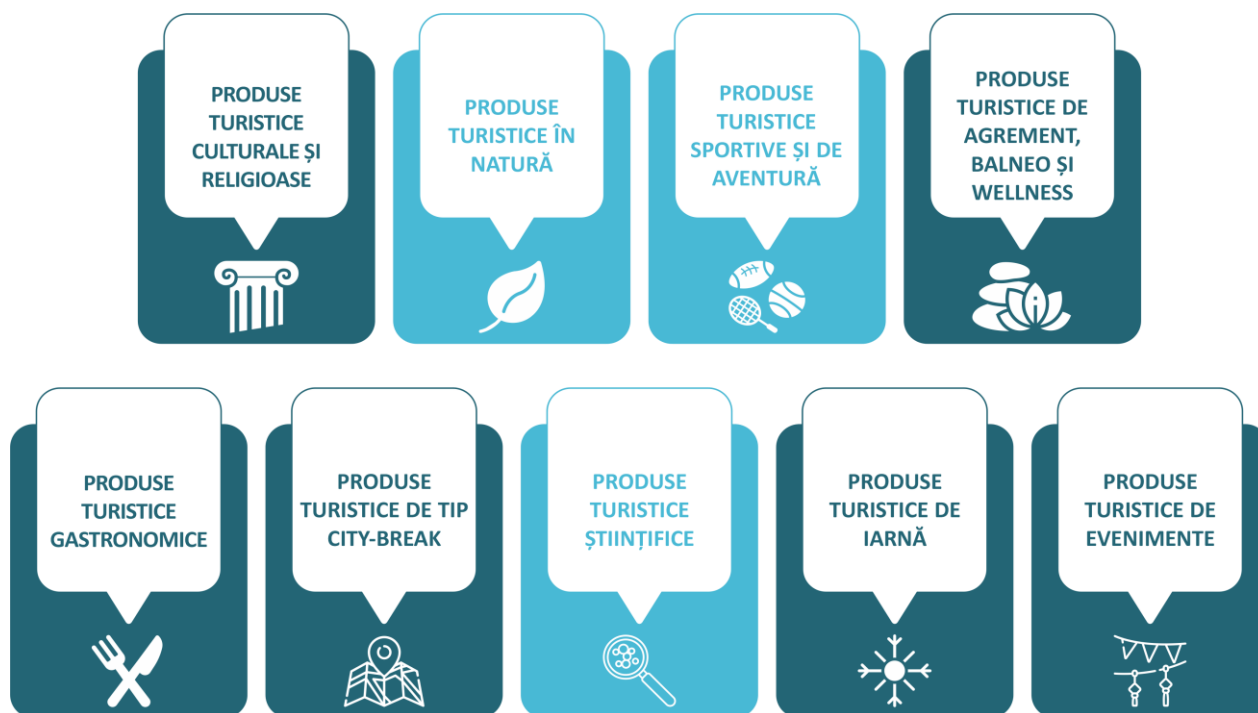 PRODUSE
TURISTICE
CULTURALE ȘI
RELIGIOASE
PRODUSE
TURISTICE ÎN
NATURĂ
PRODUSE
TURISTICE
SPORTIVE ȘI DE
AVENTURĂ
PRODUSE
TURISTICE DE
AGREMENT,
BALNEO ȘI
WELLNESS
PRODUSE
TURISTICE
GASTRONOMICE
PRODUSE
TURISTICE DE TIP
CITY-BREAK
PRODUSE
TURISTICE
ȘTIINȚIFICE
PRODUSE
TURISTICE DE
IARNĂ
PRODUSE
TURISTICE DE
EVENIMENTE